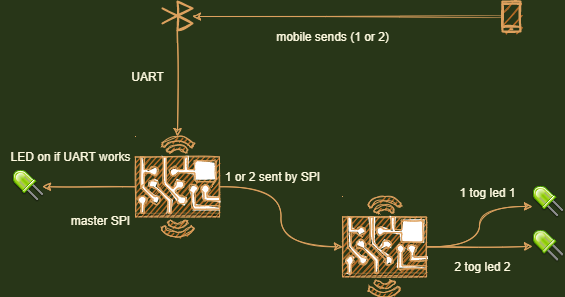 mobile sends (1 or 2)
UART
LED on if UART works
1 or 2 sent by SPI
master SPI
1 tog led 1
2 tog led 2